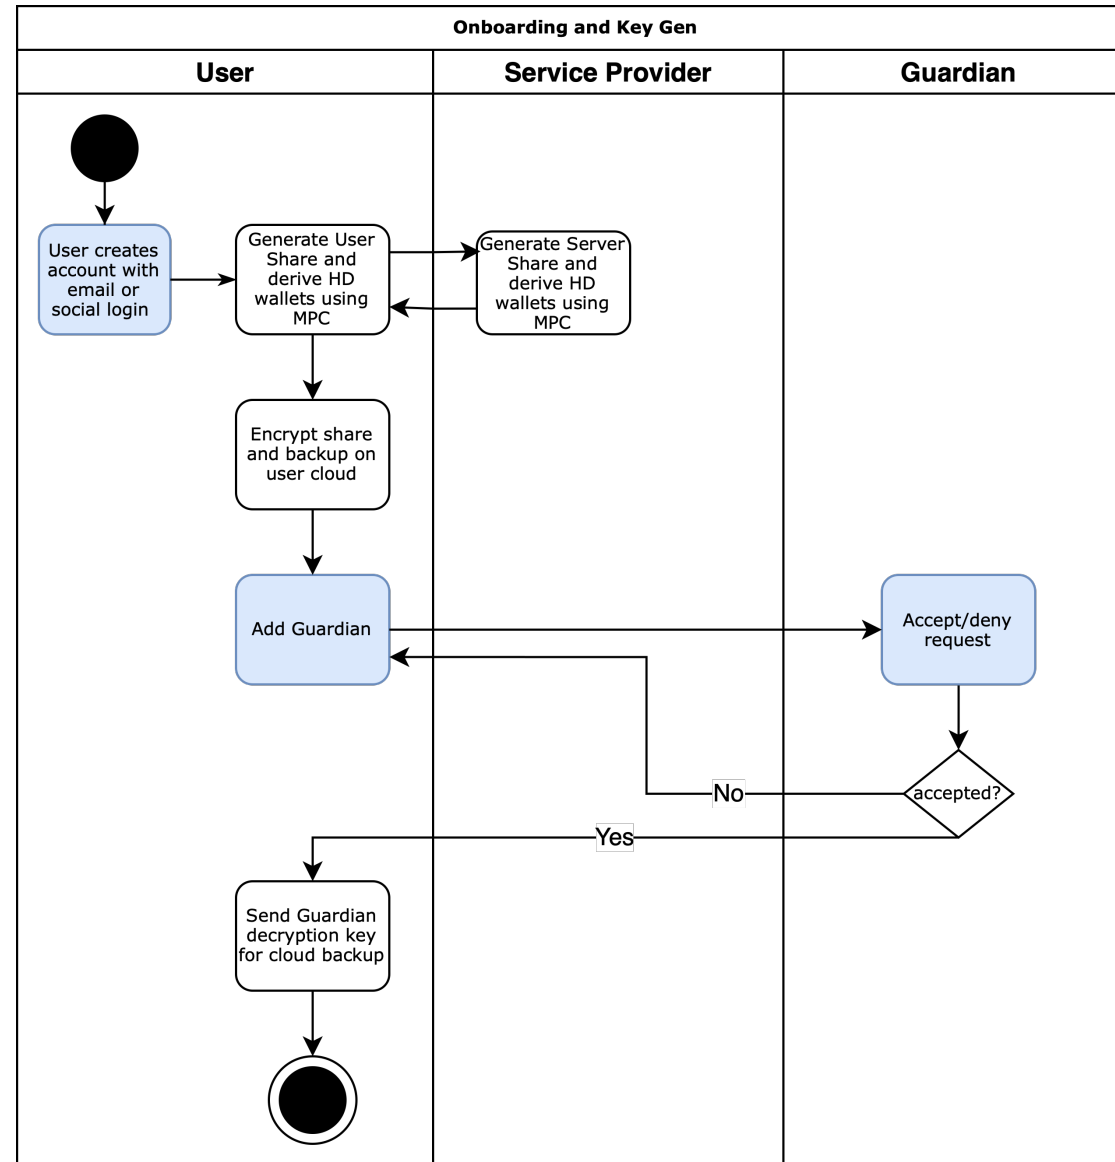 Onboarding and Key Gen
User
Service Provider
Guardian
User creates
account with
email or
social login
Generate User
Share and
derive HD
wallets using
MPC
Generate Server
Share and
derive HD
wallets using
MPC
Encrypt share
and backup on
user cloud
Add Guardian
Accept/deny
request
accepted?
No
Yes
Send Guardian
decryption key
for cloud backup